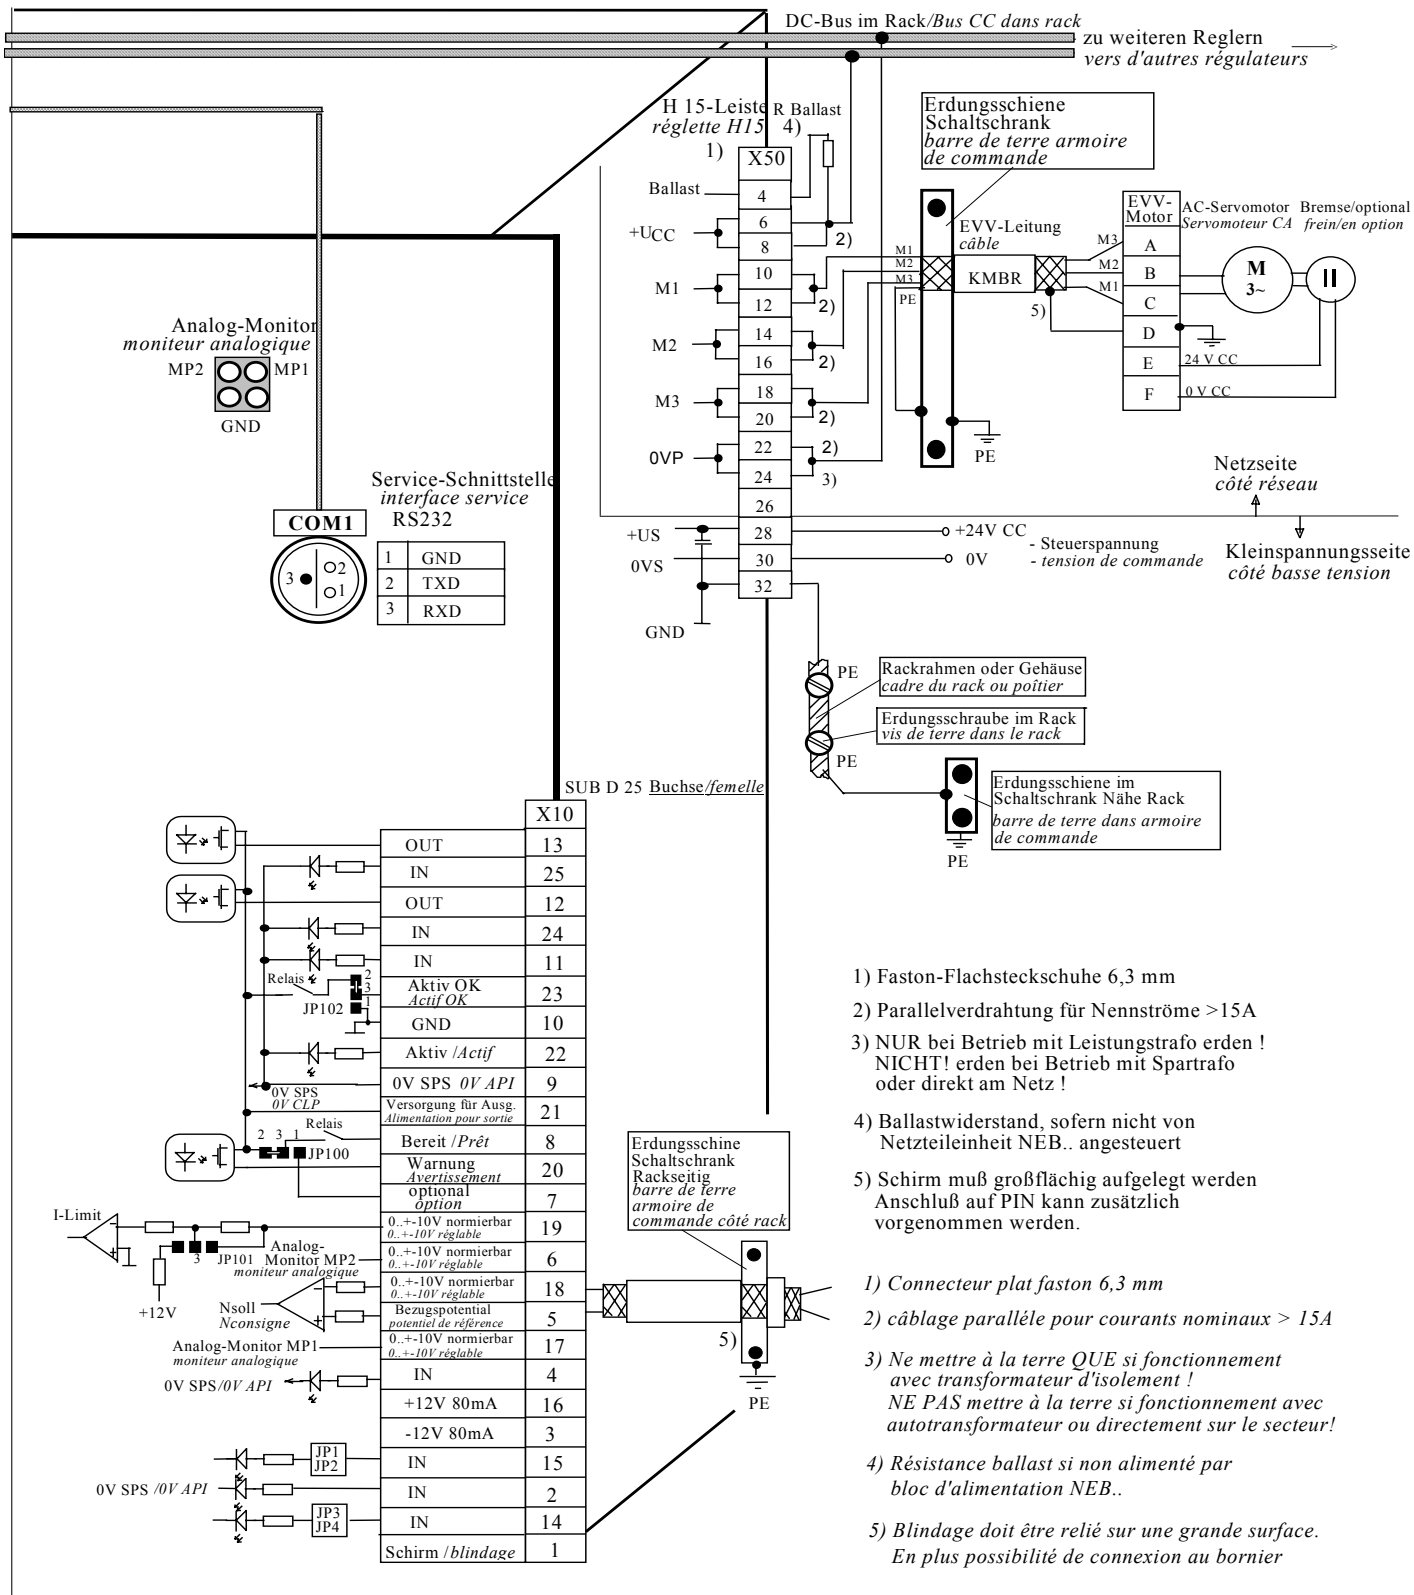 DC-Bus im Rack/Bus CC dans rack
zu weiteren Reglern
vers d'autres régulateurs
H 15-Leiste
réglette H15
R Ballast
4)
1)
X50
Ballast
4
6
+UCC
8
2)
10
M1
12
2)
14
M2
16
2)
18
M3
20
2)
22
2)
0VP
24
3)
26
+US
28
+24V CC
0VS
30
0V
- Steuerspannung
- tension de commande
32
GND
Erdungsschiene
Schaltschrank
barre de terre armoire
de commande
EVV-Leitung
câble
M1
M2
M3
PE
KMBR
5)
PE
M3
M2
M1
EVV-
Motor
A
B
C
D
E
F
AC-Servomotor
Servomoteur CA
Bremse/optional
frein/en option
M
3~
24 V CC
0 V CC
Netzseite
côté réseau
Kleinspannungsseite
côté basse tension
Analog-Monitor
moniteur analogique
MP2
MP1
GND
Service-Schnittstelle
interface service
COM1
RS232
3
2
1
1 GND
2 TXD
3 RXD
PE
Rackrahmen oder Gehäuse
cadre du rack ou poîtier
Erdungsschraube im Rack
vis de terre dans le rack
PE
Erdungsschiene im
Schaltschrank Nähe Rack
barre de terre dans armoire
de commande
PE
SUB D 25 Buchse/femelle
X10
OUT 13
IN 25
OUT 12
IN 24
IN 11
Relais
2
3
1
JP102
Aktiv OK
Actif OK
23
GND 10
Aktiv /Actif 22
0V SPS 0V API 9
0V SPS
0V CLP
Versorgung für Ausg.
Alimentation pour sortie
21
Relais
2 3 1
JP100
Bereit /Prêt 8
Warnung
Avertissement
20
optional
option
7
I-Limit
-
+
3
JP101
+12V
0..+-10V normierbar
0..+-10V réglable
19
Analog-
Monitor MP2
moniteur analogique
0..+-10V normierbar
0..+-10V réglable
6
Nsoll
Nconsigne
-
+
0..+-10V normierbar
0..+-10V réglable
18
Bezugspotential
potentiel de référence
5
Analog-Monitor MP1
moniteur analogique
0..+-10V normierbar
0..+-10V réglable
17
0V SPS/0V API
IN 4
+12V 80mA 16
-12V 80mA 3
JP1
JP2
IN 15
0V SPS /0V API
IN 2
JP3
JP4
IN 14
Schirm /blindage 1
Erdungsschine
Schaltschrank
Rackseitig
barre de terre
armoire de
commande côté rack
5)
PE
1) Faston-Flachsteckschuhe 6,3 mm
2) Parallelverdrahtung für Nennströme >15A
3) NUR bei Betrieb mit Leistungstrafo erden !
NICHT! erden bei Betrieb mit Spartrafo
oder direkt am Netz !
4) Ballastwiderstand, sofern nicht von
Netzteileinheit NEB.. angesteuert
5) Schirm muß großflächig aufgelegt werden
Anschluß auf PIN kann zusätzlich
vorgenommen werden.
1) Connecteur plat faston 6,3 mm
2) câblage paralléle pour courants nominaux > 15A
3) Ne mettre à la terre QUE si fonctionnement
avec transformateur d'isolement !
NE PAS mettre à la terre si fonctionnement avec
autotransformateur ou directement sur le secteur!
4) Résistance ballast si non alimenté par
bloc d'alimentation NEB..
5) Blindage doit être relié sur une grande surface.
En plus possibilité de connexion au bornier